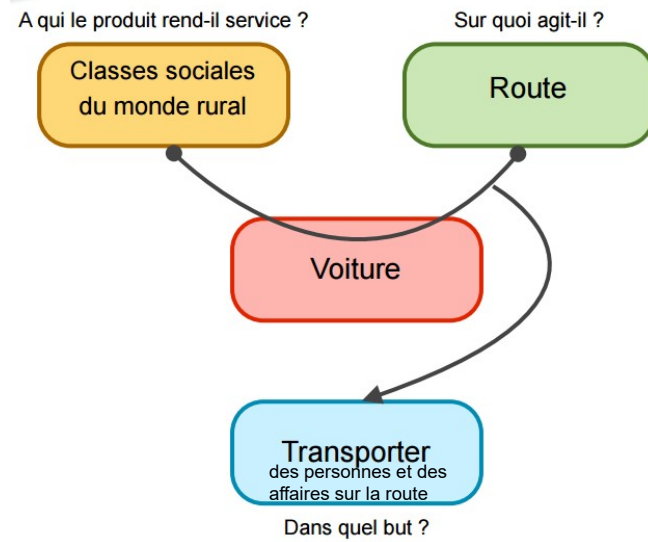 A qui le produit rend-il service ?
Sur quoi agit-il ?
Classes sociales
du monde rural
Route
Voiture
Transporter
des personnes et des
affaires sur la route
Dans quel but ?